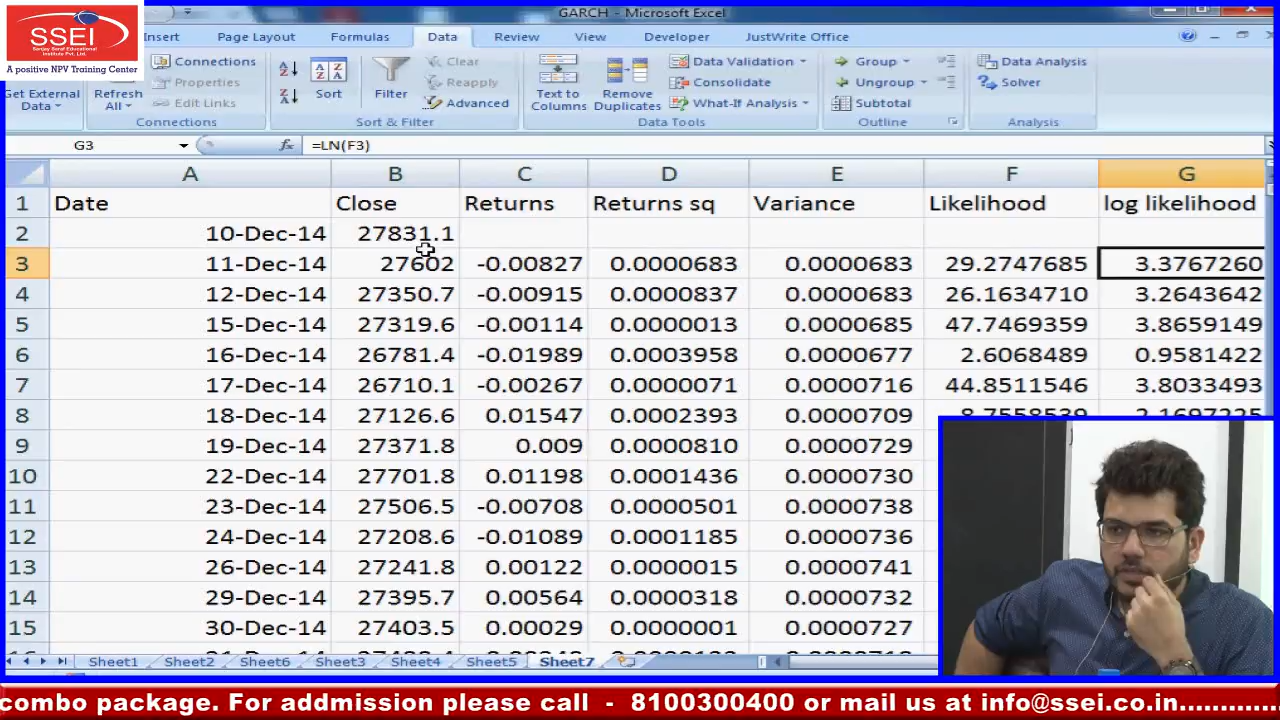 SSEI
Sanjay Saraf Educational
Institute Pvt. Ltd.
A positive NPV Training Center
GARCH - Microsoft Excel
Insert Page Layout Formulas Data Review View Developer JustWrite Office
Get External Data
Refresh All
Connections
Properties
Edit Links
Connections
Sort
Filter
Clear
Reapply
Advanced
Sort & Filter
Text to Columns
Remove Duplicates
Data Validation
Consolidate
What-If Analysis
Data Tools
Group
Ungroup
Subtotal
Outline
Data Analysis
Solver
Analysis
G3 fx =LN(F3)
A B C D E F G
1 Date Close Returns Returns sq Variance Likelihood log likelihood
2 10-Dec-14 27831.1
3 11-Dec-14 27602 -0.00827 0.0000683 0.0000683 29.2747685 3.3767260
4 12-Dec-14 27350.7 -0.00915 0.0000837 0.0000683 26.1634710 3.2643642
5 15-Dec-14 27319.6 -0.00114 0.0000013 0.0000685 47.7469359 3.8659149
6 16-Dec-14 26781.4 -0.01989 0.0003958 0.0000677 2.6068489 0.9581422
7 17-Dec-14 26710.1 -0.00267 0.0000071 0.0000716 44.8511546 3.8033493
8 18-Dec-14 27126.6 0.01547 0.0002393 0.0000709 8.7558539 2.1697225
9 19-Dec-14 27371.8 0.009 0.0000810 0.0000729
10 22-Dec-14 27701.8 0.01198 0.0001436 0.0000730
11 23-Dec-14 27506.5 -0.00708 0.0000501 0.0000738
12 24-Dec-14 27208.6 -0.01089 0.0001185 0.0000736
13 26-Dec-14 27241.8 0.00122 0.0000015 0.0000741
14 29-Dec-14 27395.7 0.00564 0.0000318 0.0000732
15 30-Dec-14 27403.5 0.00029 0.0000001 0.0000727
Sheet1 Sheet2 Sheet6 Sheet3 Sheet4 Sheet5 Sheet7
combo package. For addmission please call - 8100300400 or mail us at info@ssei.co.in...........